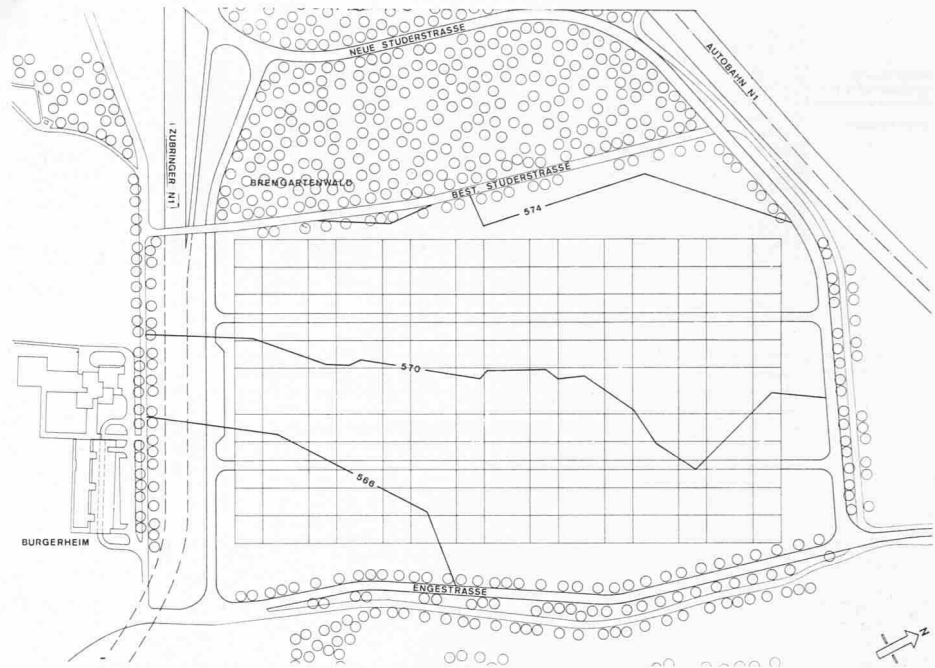 NEUE STUDERSTRASSE
AUTOBAHN N1
ZUBRINGER N1
BREMGARTENWALD
BEST. STUDERSTRASSE
574
570
566
BURGERHEIM
ENGESTRASSE
N